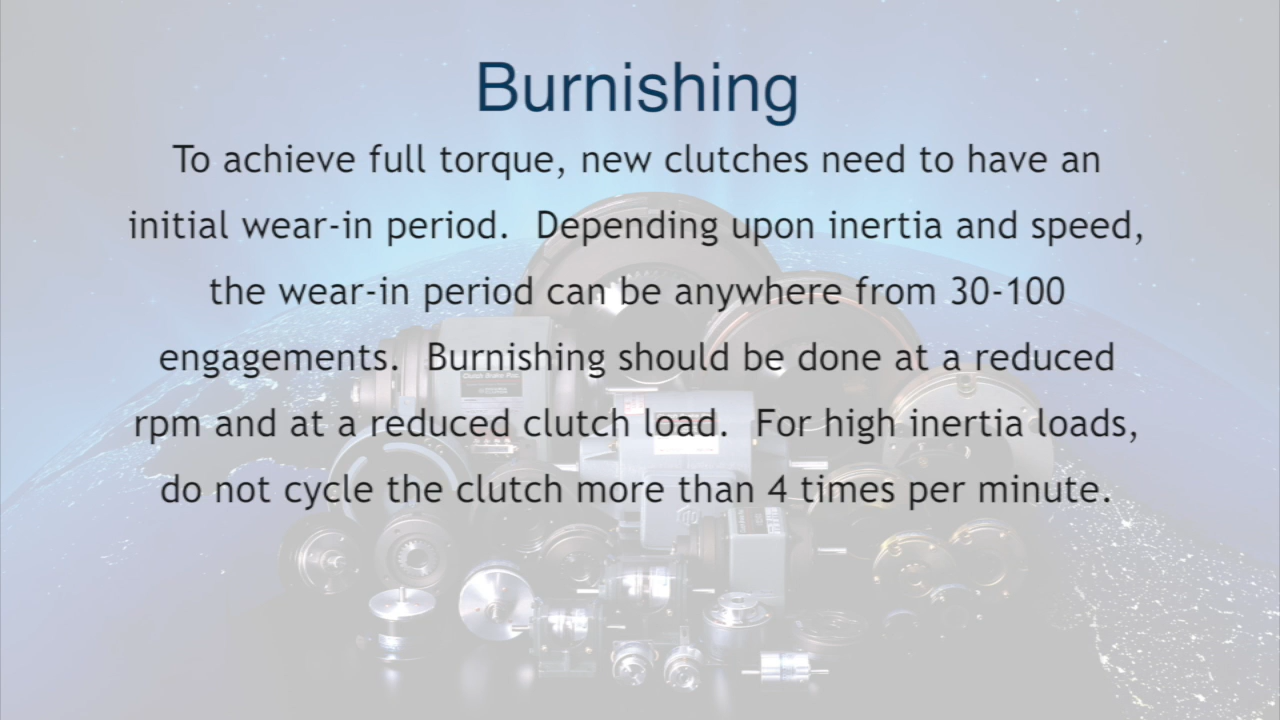 Burnishing
To achieve full torque, new clutches need to have an
initial wear-in period.  Depending upon inertia and speed,
the wear-in period can be anywhere from 30-100
engagements.  Burnishing should be done at a reduced
rpm and at a reduced clutch load.  For high inertia loads,
do not cycle the clutch more than 4 times per minute.